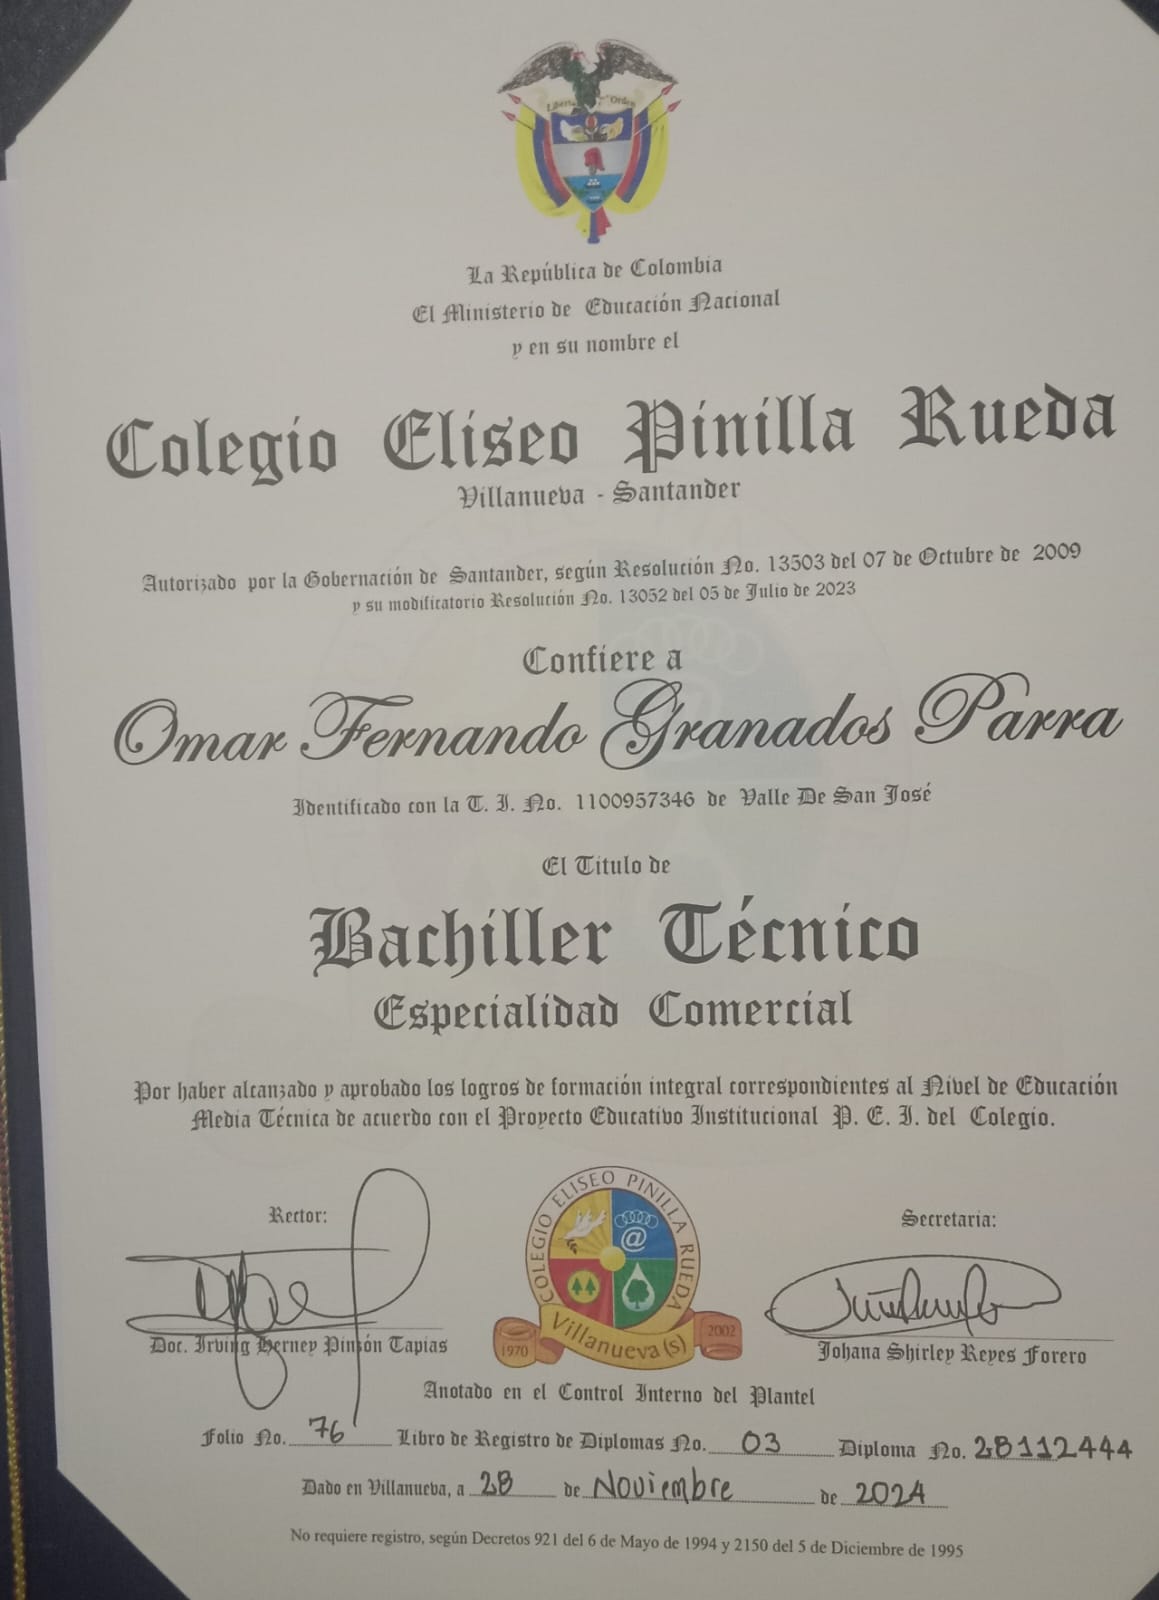 Libertad y Orden
La República de Colombia
El Ministerio de Educación Nacional
y en su nombre el
Colegio Eliseo Pinilla Rueda
Villanueva - Santander
Autorizado por la Gobernación de Santander, según Resolución No. 13503 del 07 de Octubre de 2009
y su modificatorio Resolución No. 13052 del 05 de Julio de 2023
Confiere a
Omar Fernando Granados Parra
Identificado con la T. I. No. 1100957346 de Valle De San José
El Titulo de
Bachiller Técnico
Especialidad Comercial
Por haber alcanzado y aprobado los logros de formación integral correspondientes al Nivel de Educación
Media Técnica de acuerdo con el Proyecto Educativo Institucional P. E. I. del Colegio.
Rector:
Doc. Irving Herney Pinzón Tapias
COLEGIO ELISEO PINILLA RUEDA
@
Villanueva (S)
1970
2002
Secretaria:
Johana Shirley Reyes Forero
Anotado en el Control Interno del Plantel
Folio No. 76 Libro de Registro de Diplomas No. 03 Diploma No. 28112444
Dado en Villanueva, a 28 de Noviembre de 2024
No requiere registro, según Decretos 921 del 6 de Mayo de 1994 y 2150 del 5 de Diciembre de 1995